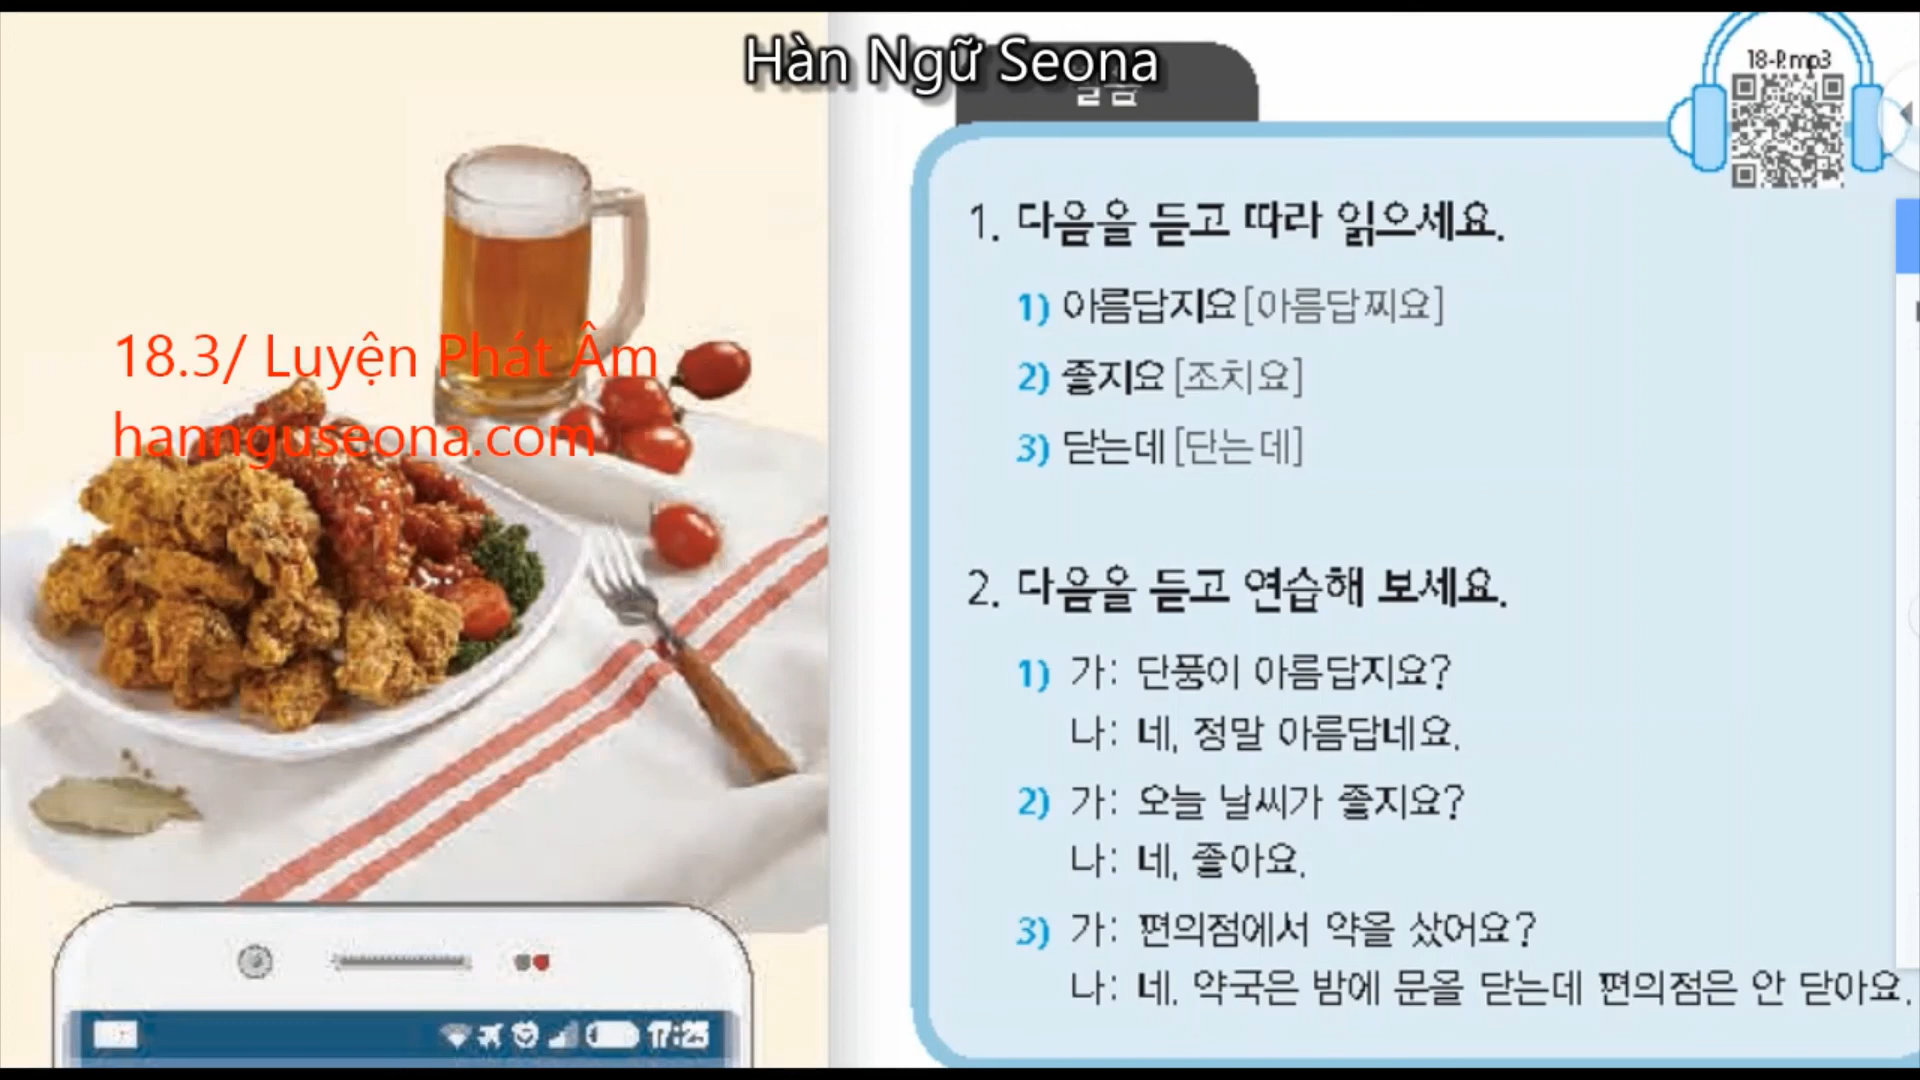 Hàn Ngữ Seona
발음
18-P.mp3
18.3/ Luyện Phát Âm
hannguseona.com
17:25
1. 다음을 듣고 따라 읽으세요.
1) 아름답지요[아름답찌요]
2) 좋지요[조치요]
3) 닫는데[단는데]
2. 다음을 듣고 연습해 보세요.
1) 가: 단풍이 아름답지요?
나: 네, 정말 아름답네요.
2) 가: 오늘 날씨가 좋지요?
나: 네, 좋아요.
3) 가: 편의점에서 약을 샀어요?
나: 네. 약국은 밤에 문을 닫는데 편의점은 안 닫아요.